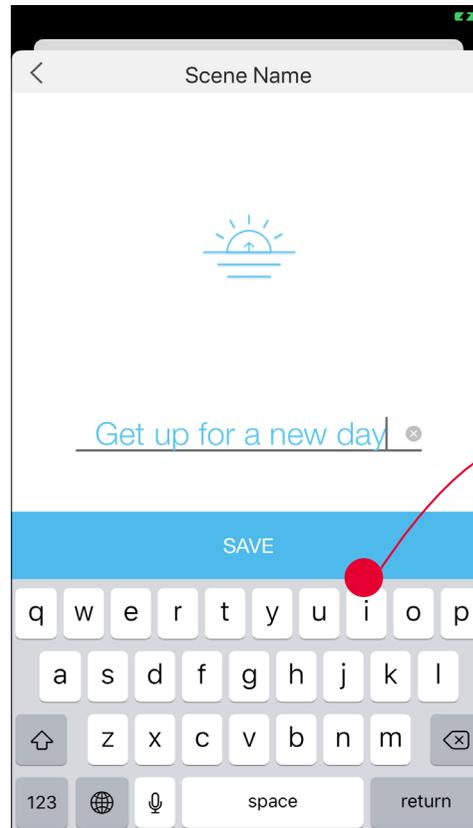 Scene Name
Get up for a new day
SAVE
q w e r t y u i o p
a s d f g h j k l
z x c v b n m
123 space return